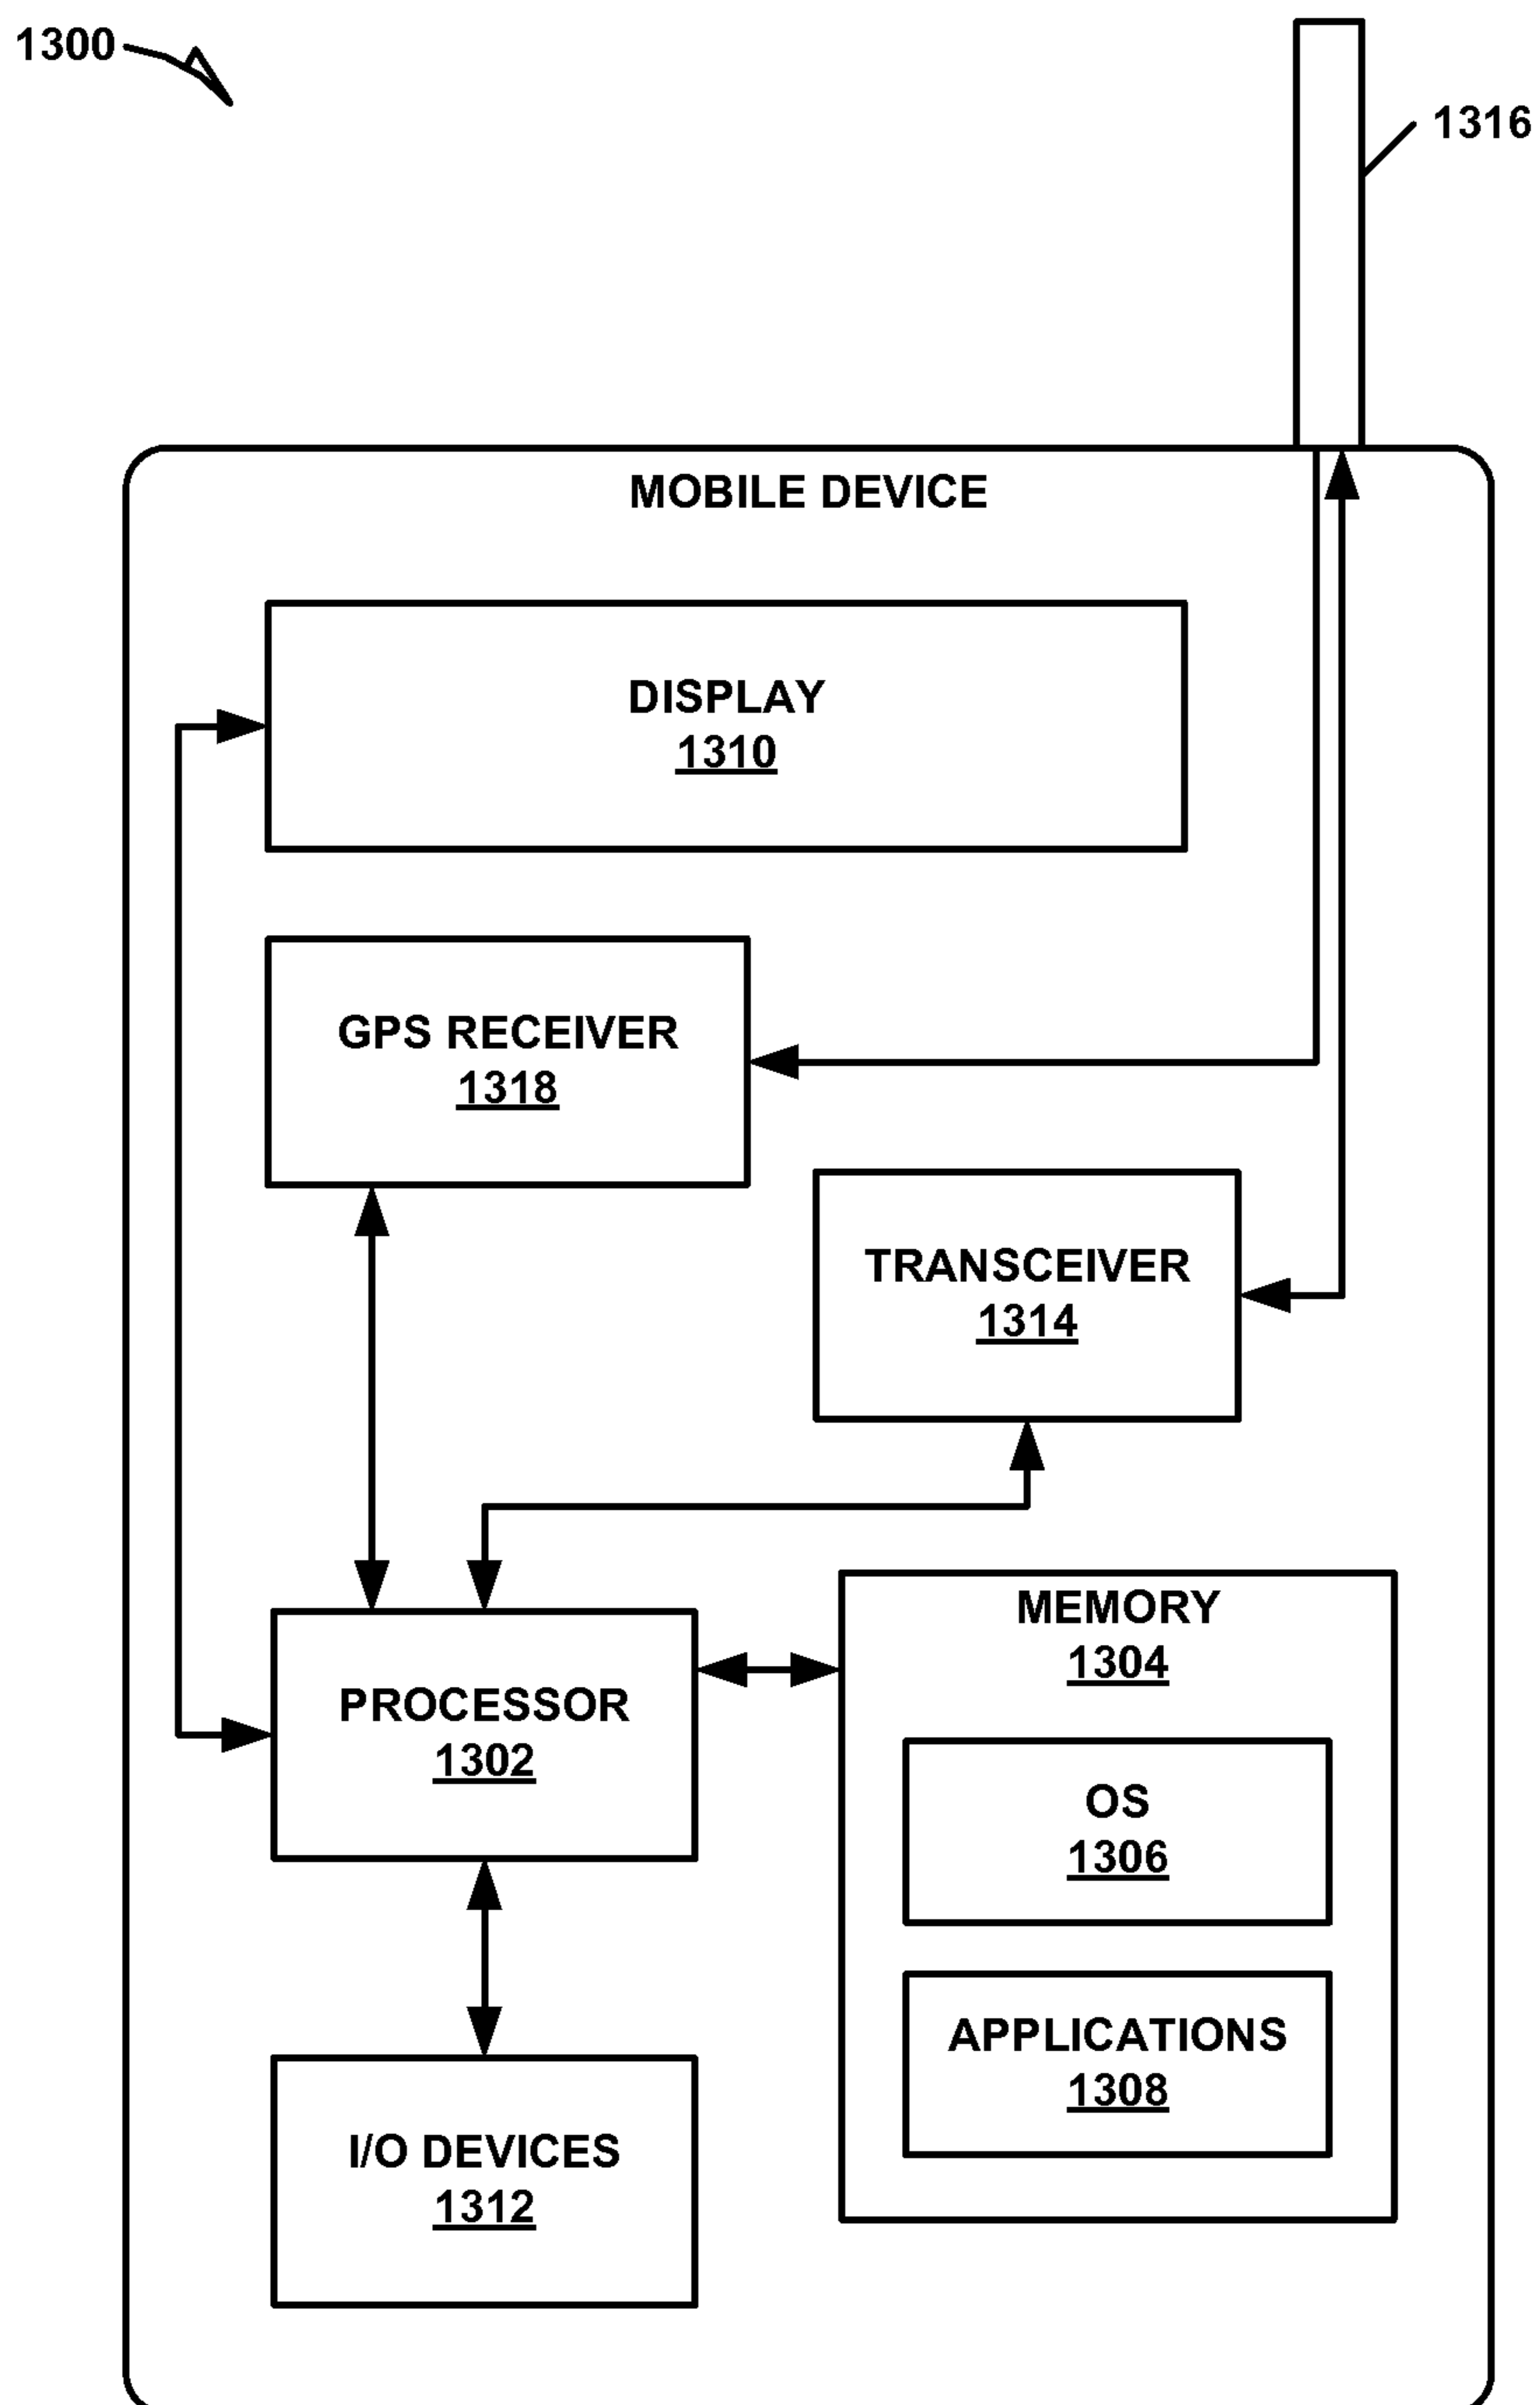 1300
1316
MOBILE DEVICE
DISPLAY
1310
GPS RECEIVER
1318
TRANSCEIVER
1314
MEMORY
1304
PROCESSOR
1302
OS
1306
APPLICATIONS
1308
I/O DEVICES
1312